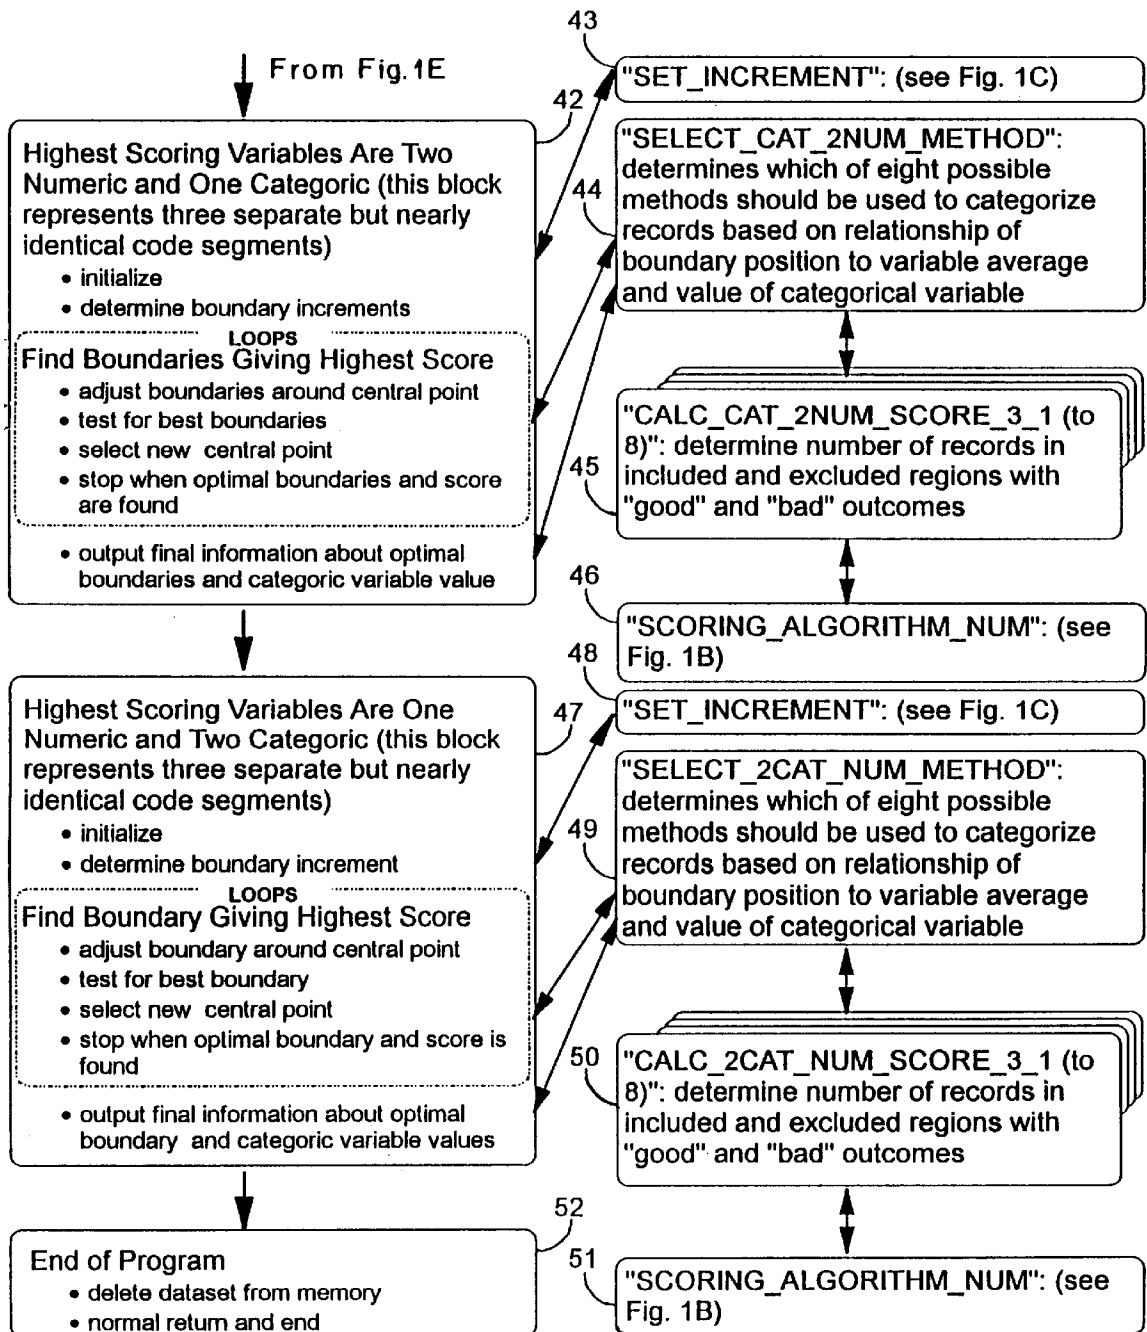 From Fig.1E
42
Highest Scoring Variables Are Two
Numeric and One Categoric (this block
represents three separate but nearly
identical code segments)
• initialize
• determine boundary increments
LOOPS
Find Boundaries Giving Highest Score
• adjust boundaries around central point
• test for best boundaries
• select new central point
• stop when optimal boundaries and score
are found
• output final information about optimal
boundaries and categoric variable value
43
"SET_INCREMENT": (see Fig. 1C)
44
"SELECT_CAT_2NUM_METHOD":
determines which of eight possible
methods should be used to categorize
records based on relationship of
boundary position to variable average
and value of categorical variable
45
"CALC_CAT_2NUM_SCORE_3_1 (to
8)": determine number of records in
included and excluded regions with
"good" and "bad" outcomes
46
"SCORING_ALGORITHM_NUM": (see
Fig. 1B)
47
Highest Scoring Variables Are One
Numeric and Two Categoric (this block
represents three separate but nearly
identical code segments)
• initialize
• determine boundary increment
LOOPS
Find Boundary Giving Highest Score
• adjust boundary around central point
• test for best boundary
• select new central point
• stop when optimal boundary and score is
found
• output final information about optimal
boundary and categoric variable values
48
"SET_INCREMENT": (see Fig. 1C)
49
"SELECT_2CAT_NUM_METHOD":
determines which of eight possible
methods should be used to categorize
records based on relationship of
boundary position to variable average
and value of categorical variable
50
"CALC_2CAT_NUM_SCORE_3_1 (to
8)": determine number of records in
included and excluded regions with
"good" and "bad" outcomes
51
"SCORING_ALGORITHM_NUM": (see
Fig. 1B)
52
End of Program
• delete dataset from memory
• normal return and end